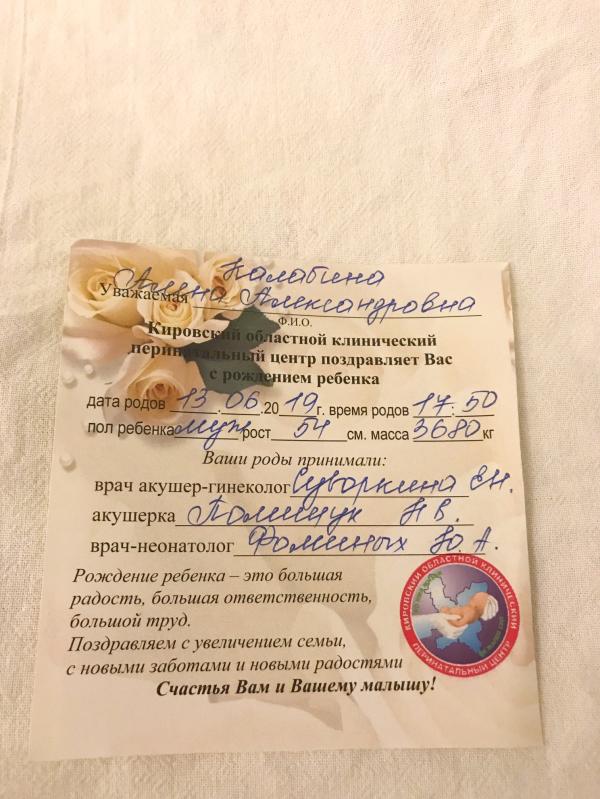 Калабина
Уважаемая Алена Александровна
Ф.И.О.
Кировский областной клинический
перинатальный центр поздравляет Вас
с рождением ребенка
дата родов 13.06.2019г. время родов 17:50
пол ребенка муж рост 54 см. масса 3680 кг
Ваши роды принимали:
врач акушер-гинеколог Суворкина Е.Н.
акушерка Полищук Н В.
врач-неонатолог Фоминых Ю. А.
Рождение ребенка – это большая
радость, большая ответственность,
большой труд.
Поздравляем с увеличением семьи,
с новыми заботами и новыми радостями
Счастья Вам и Вашему малышу!
КИРОВСКИЙ ОБЛАСТНОЙ КЛИНИЧЕСКИЙ
ПЕРИНАТАЛЬНЫЙ ЦЕНТР